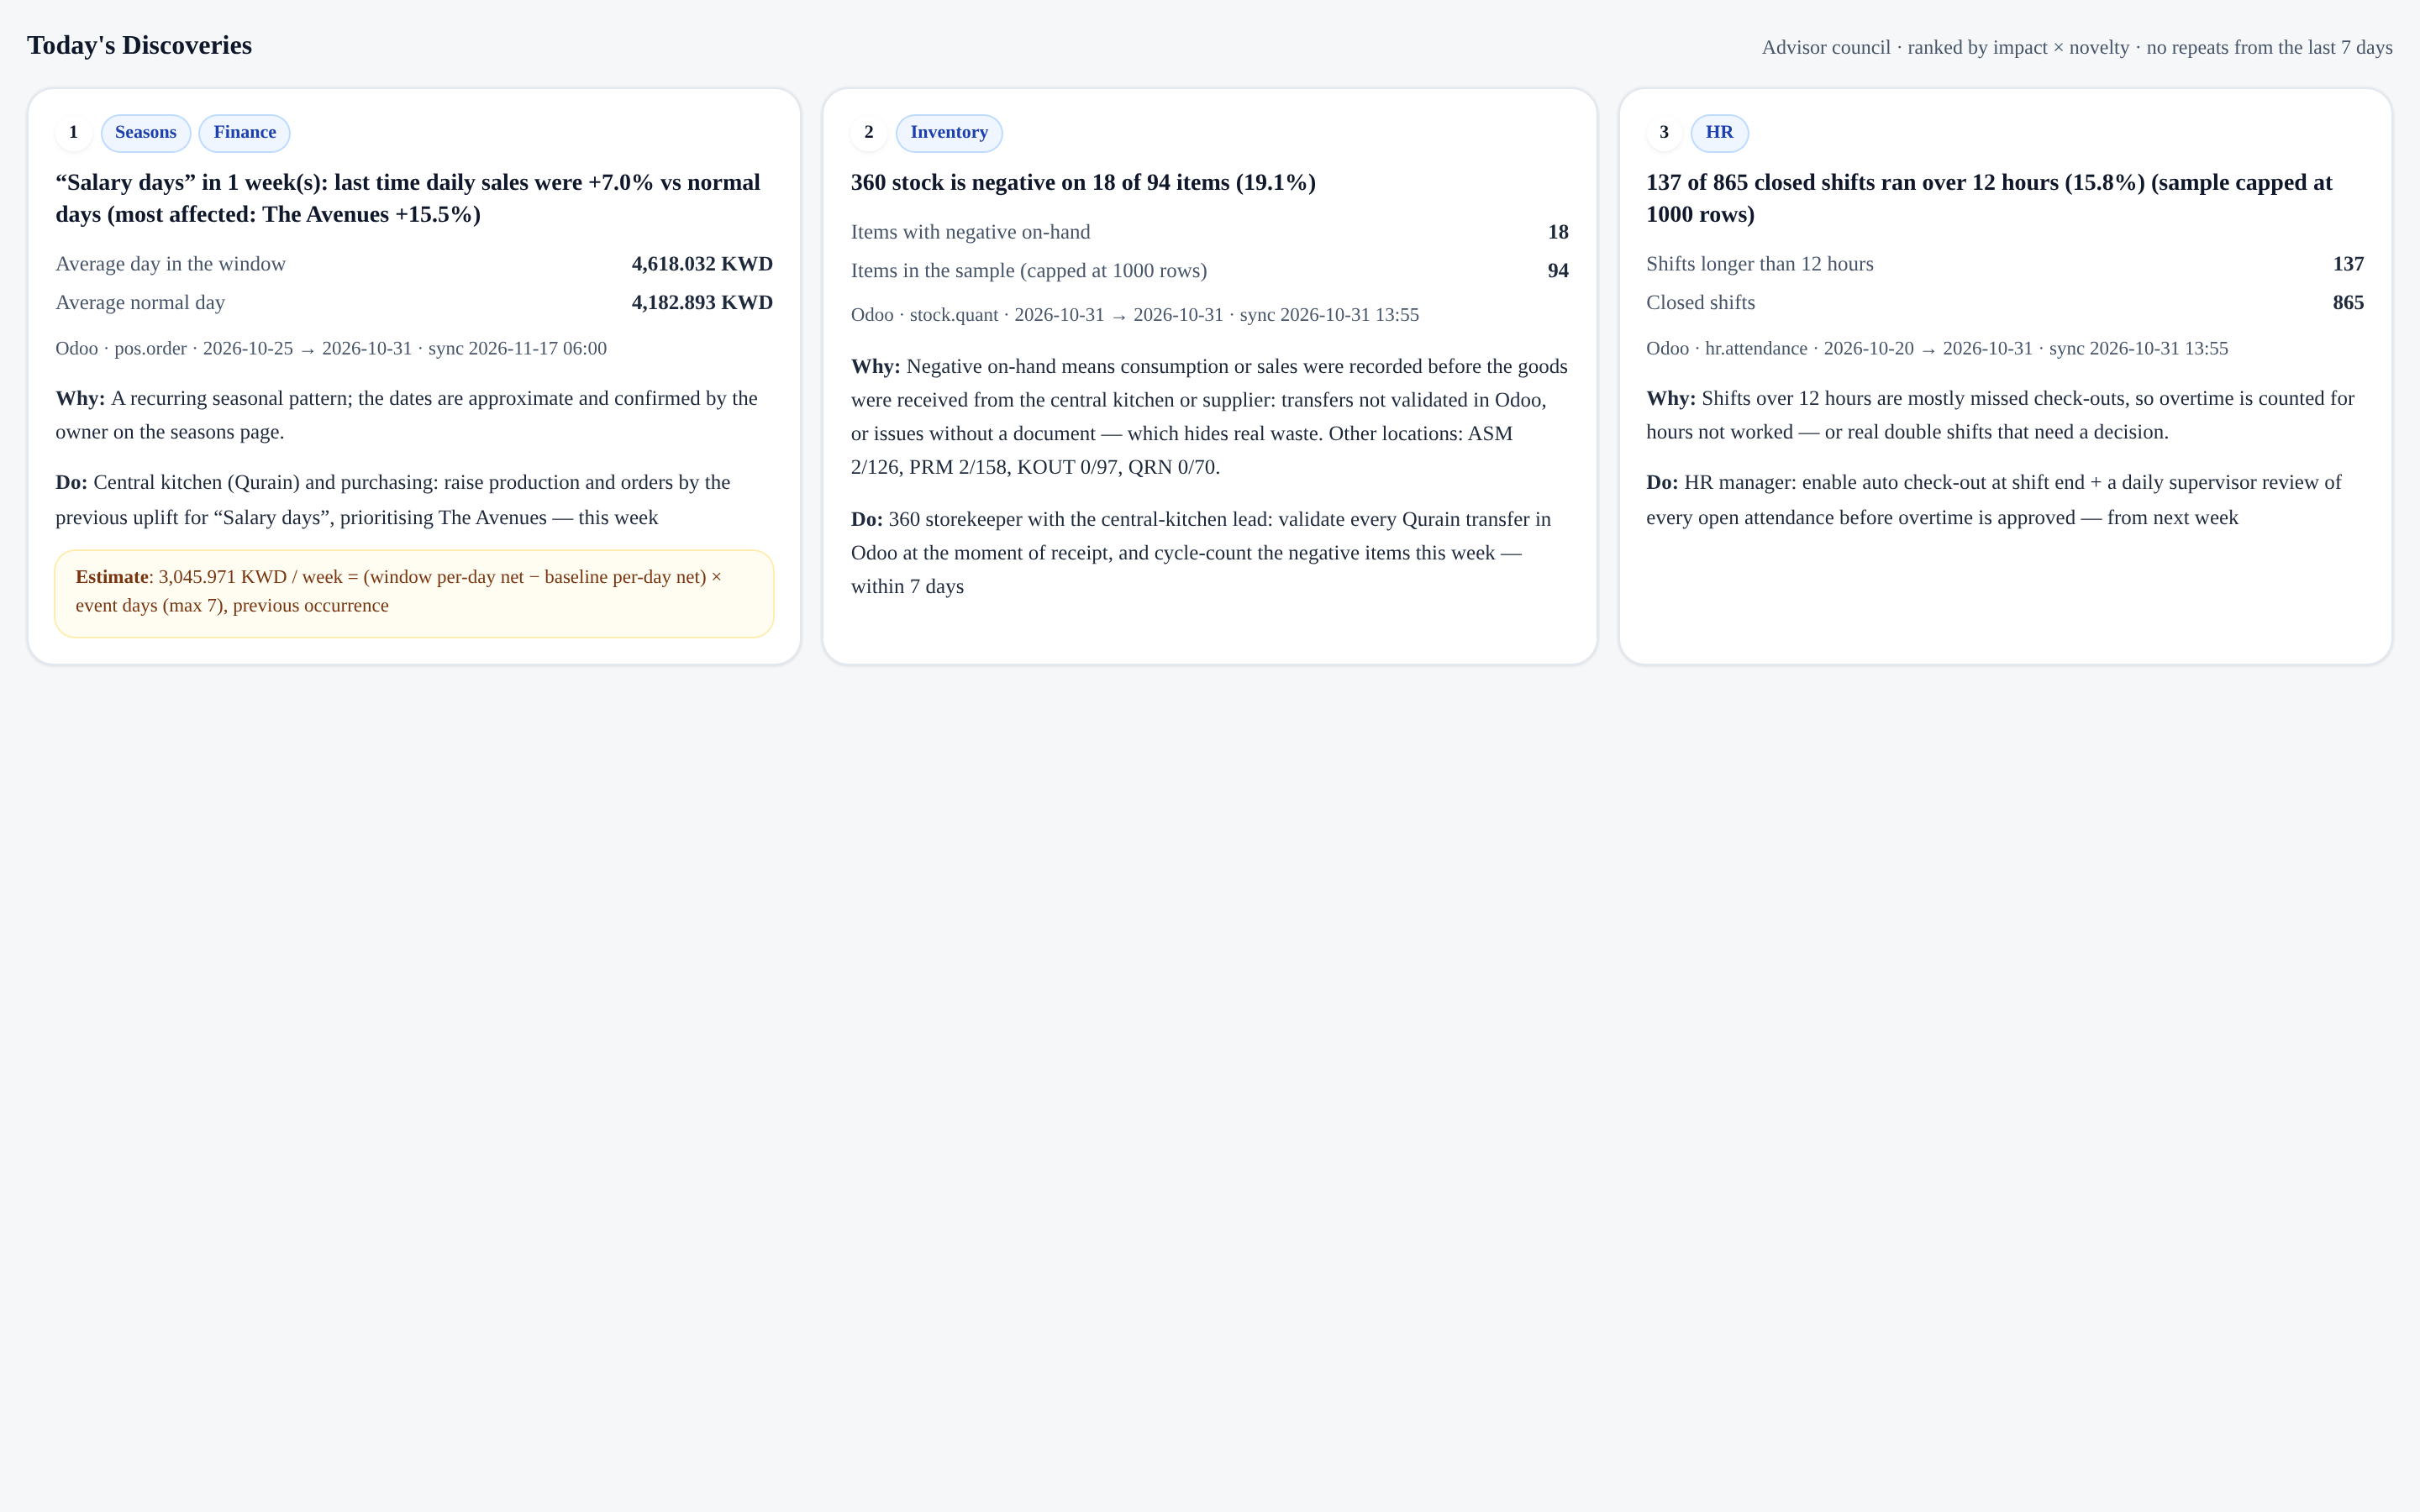 Today's Discoveries
Advisor council · ranked by impact × novelty · no repeats from the last 7 days
1
Seasons
Finance
“Salary days” in 1 week(s): last time daily sales were +7.0% vs normal
days (most affected: The Avenues +15.5%)
Average day in the window
4,618.032 KWD
Average normal day
4,182.893 KWD
Odoo · pos.order · 2026-10-25 → 2026-10-31 · sync 2026-11-17 06:00
Why: A recurring seasonal pattern; the dates are approximate and confirmed by the
owner on the seasons page.
Do: Central kitchen (Qurain) and purchasing: raise production and orders by the
previous uplift for “Salary days”, prioritising The Avenues — this week
Estimate: 3,045.971 KWD / week = (window per-day net − baseline per-day net) ×
event days (max 7), previous occurrence
2
Inventory
360 stock is negative on 18 of 94 items (19.1%)
Items with negative on-hand
18
Items in the sample (capped at 1000 rows)
94
Odoo · stock.quant · 2026-10-31 → 2026-10-31 · sync 2026-10-31 13:55
Why: Negative on-hand means consumption or sales were recorded before the goods
were received from the central kitchen or supplier: transfers not validated in Odoo,
or issues without a document — which hides real waste. Other locations: ASM
2/126, PRM 2/158, KOUT 0/97, QRN 0/70.
Do: 360 storekeeper with the central-kitchen lead: validate every Qurain transfer in
Odoo at the moment of receipt, and cycle-count the negative items this week —
within 7 days
3
HR
137 of 865 closed shifts ran over 12 hours (15.8%) (sample capped at
1000 rows)
Shifts longer than 12 hours
137
Closed shifts
865
Odoo · hr.attendance · 2026-10-20 → 2026-10-31 · sync 2026-10-31 13:55
Why: Shifts over 12 hours are mostly missed check-outs, so overtime is counted for
hours not worked — or real double shifts that need a decision.
Do: HR manager: enable auto check-out at shift end + a daily supervisor review of
every open attendance before overtime is approved — from next week